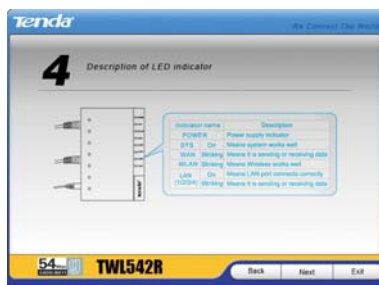 Tenda
We Connect The World
4 Description of LED indicator
Indicator name Description
POWER Power supply indicator
SYS On Means system works well
WAN Blinking Means it is sending or receiving data
WLAN Blinking Means Wireless works well
LAN (1/2/3/4) On Means LAN port connects correctly
Blinking Means it is sending or receiving data
Tenda
54
TWL542R
Back Next Exit